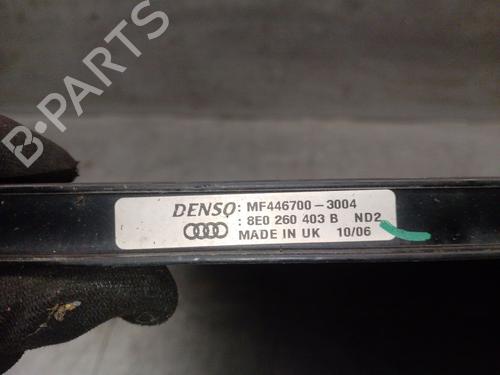 B-PARTS
DENSO: MF446700-3004
: 8E0 260 403 B ND2
MADE IN UK 10/06